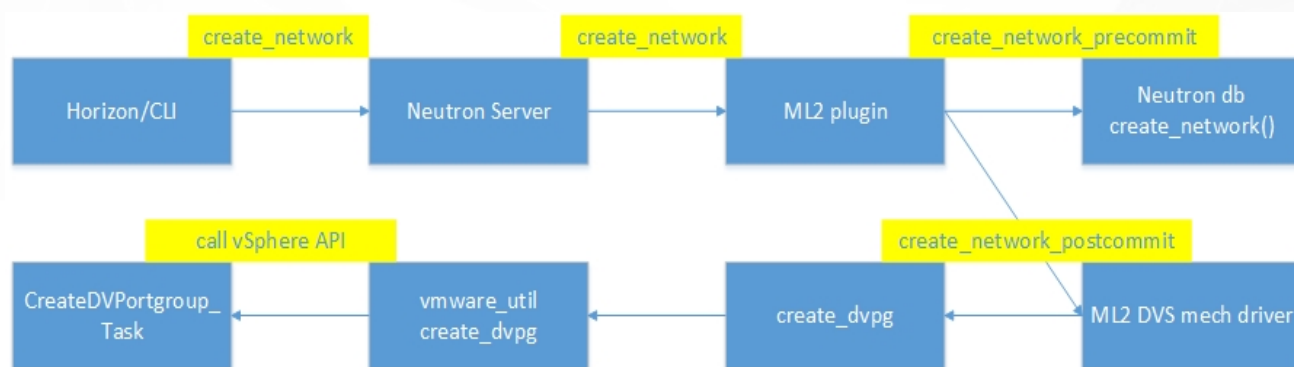 create_network
create_network
create_network_precommit
Horizon/CLI
Neutron Server
ML2 plugin
Neutron db
create_network()
call vSphere API
create_network_postcommit
CreateDVPortgroup_
Task
vmware_util
create_dvpg
create_dvpg
ML2 DVS mech driver